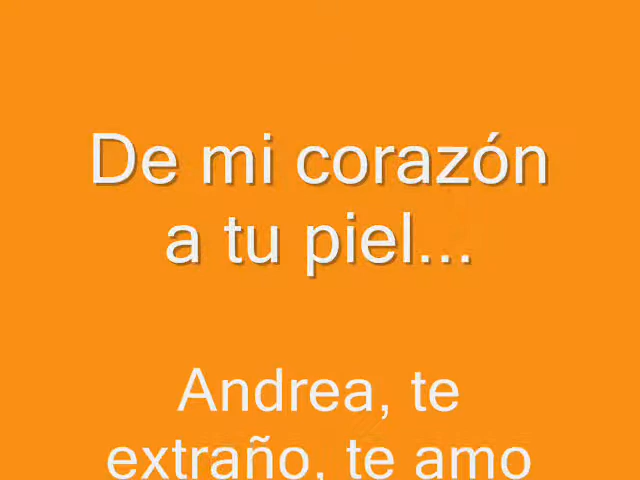 De mi corazón
a tu piel...
Andrea, te
extraño, te amo